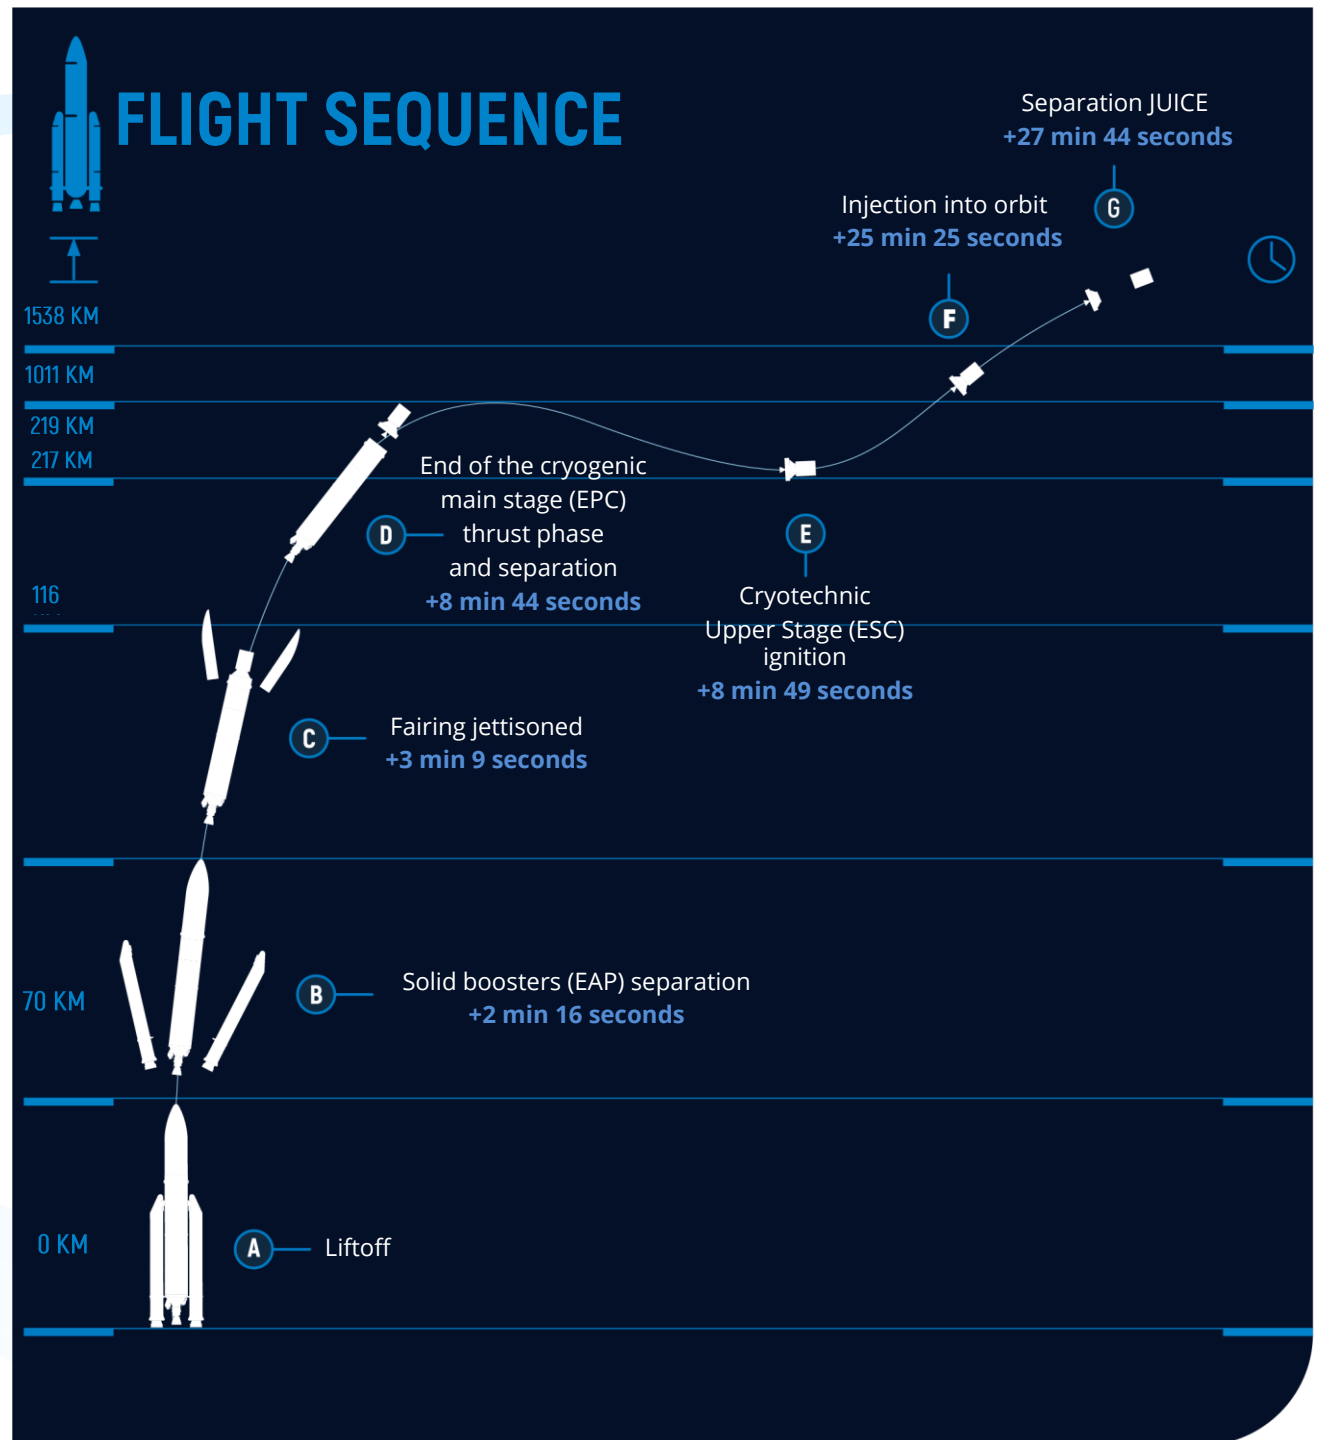 FLIGHT SEQUENCE
Separation JUICE
+27 min 44 seconds
G
Injection into orbit
+25 min 25 seconds
F
1538 KM
1011 KM
219 KM
217 KM
End of the cryogenic
main stage (EPC)
thrust phase
and separation
+8 min 44 seconds
D
E
Cryotechnic
Upper Stage (ESC)
ignition
+8 min 49 seconds
116
C
Fairing jettisoned
+3 min 9 seconds
70 KM
B
Solid boosters (EAP) separation
+2 min 16 seconds
0 KM
A
Liftoff